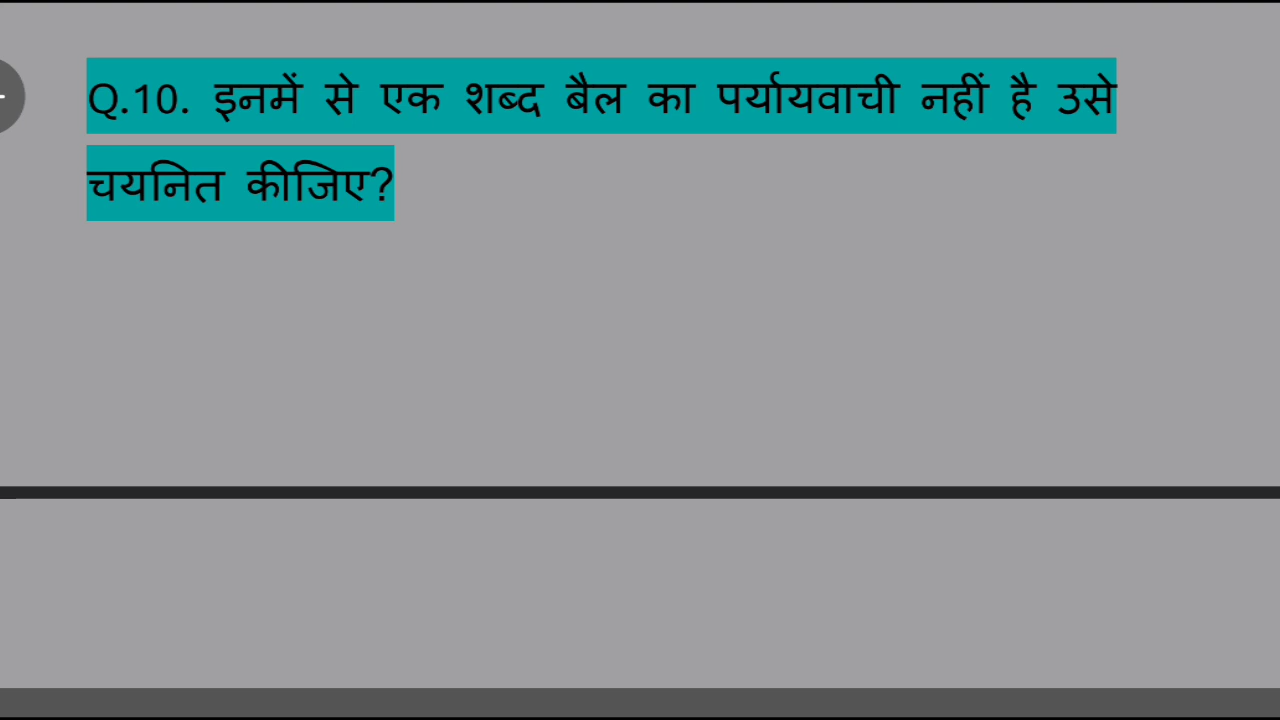 Q.10. इनमें से एक शब्द बैल का पर्यायवाची नहीं है उसे
चयनित कीजिए?